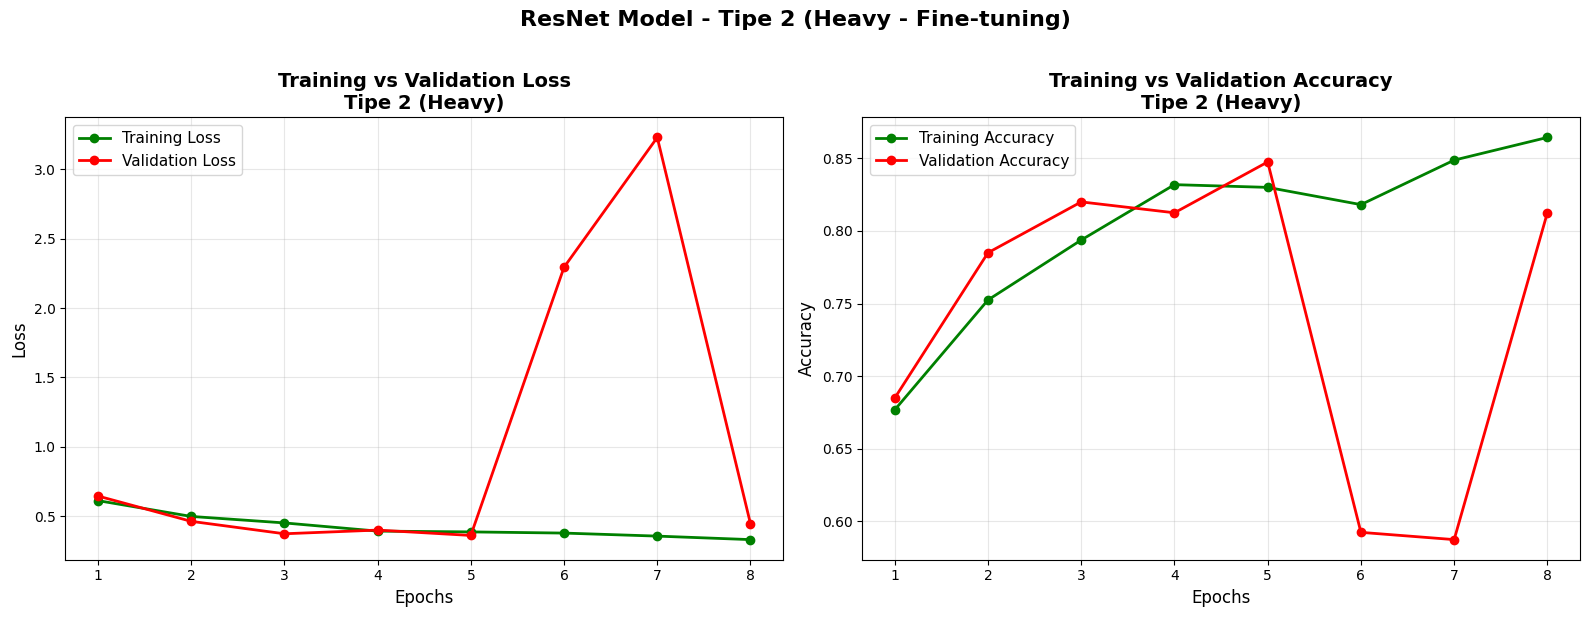 ResNet Model - Tipe 2 (Heavy - Fine-tuning)
Training vs Validation Loss
Tipe 2 (Heavy)
Training Loss
Validation Loss
3.0
2.5
2.0
1.5
1.0
0.5
Loss
1 2 3 4 5 6 7 8
Epochs
Training vs Validation Accuracy
Tipe 2 (Heavy)
Training Accuracy
Validation Accuracy
0.85
0.80
0.75
0.70
0.65
0.60
Accuracy
1 2 3 4 5 6 7 8
Epochs